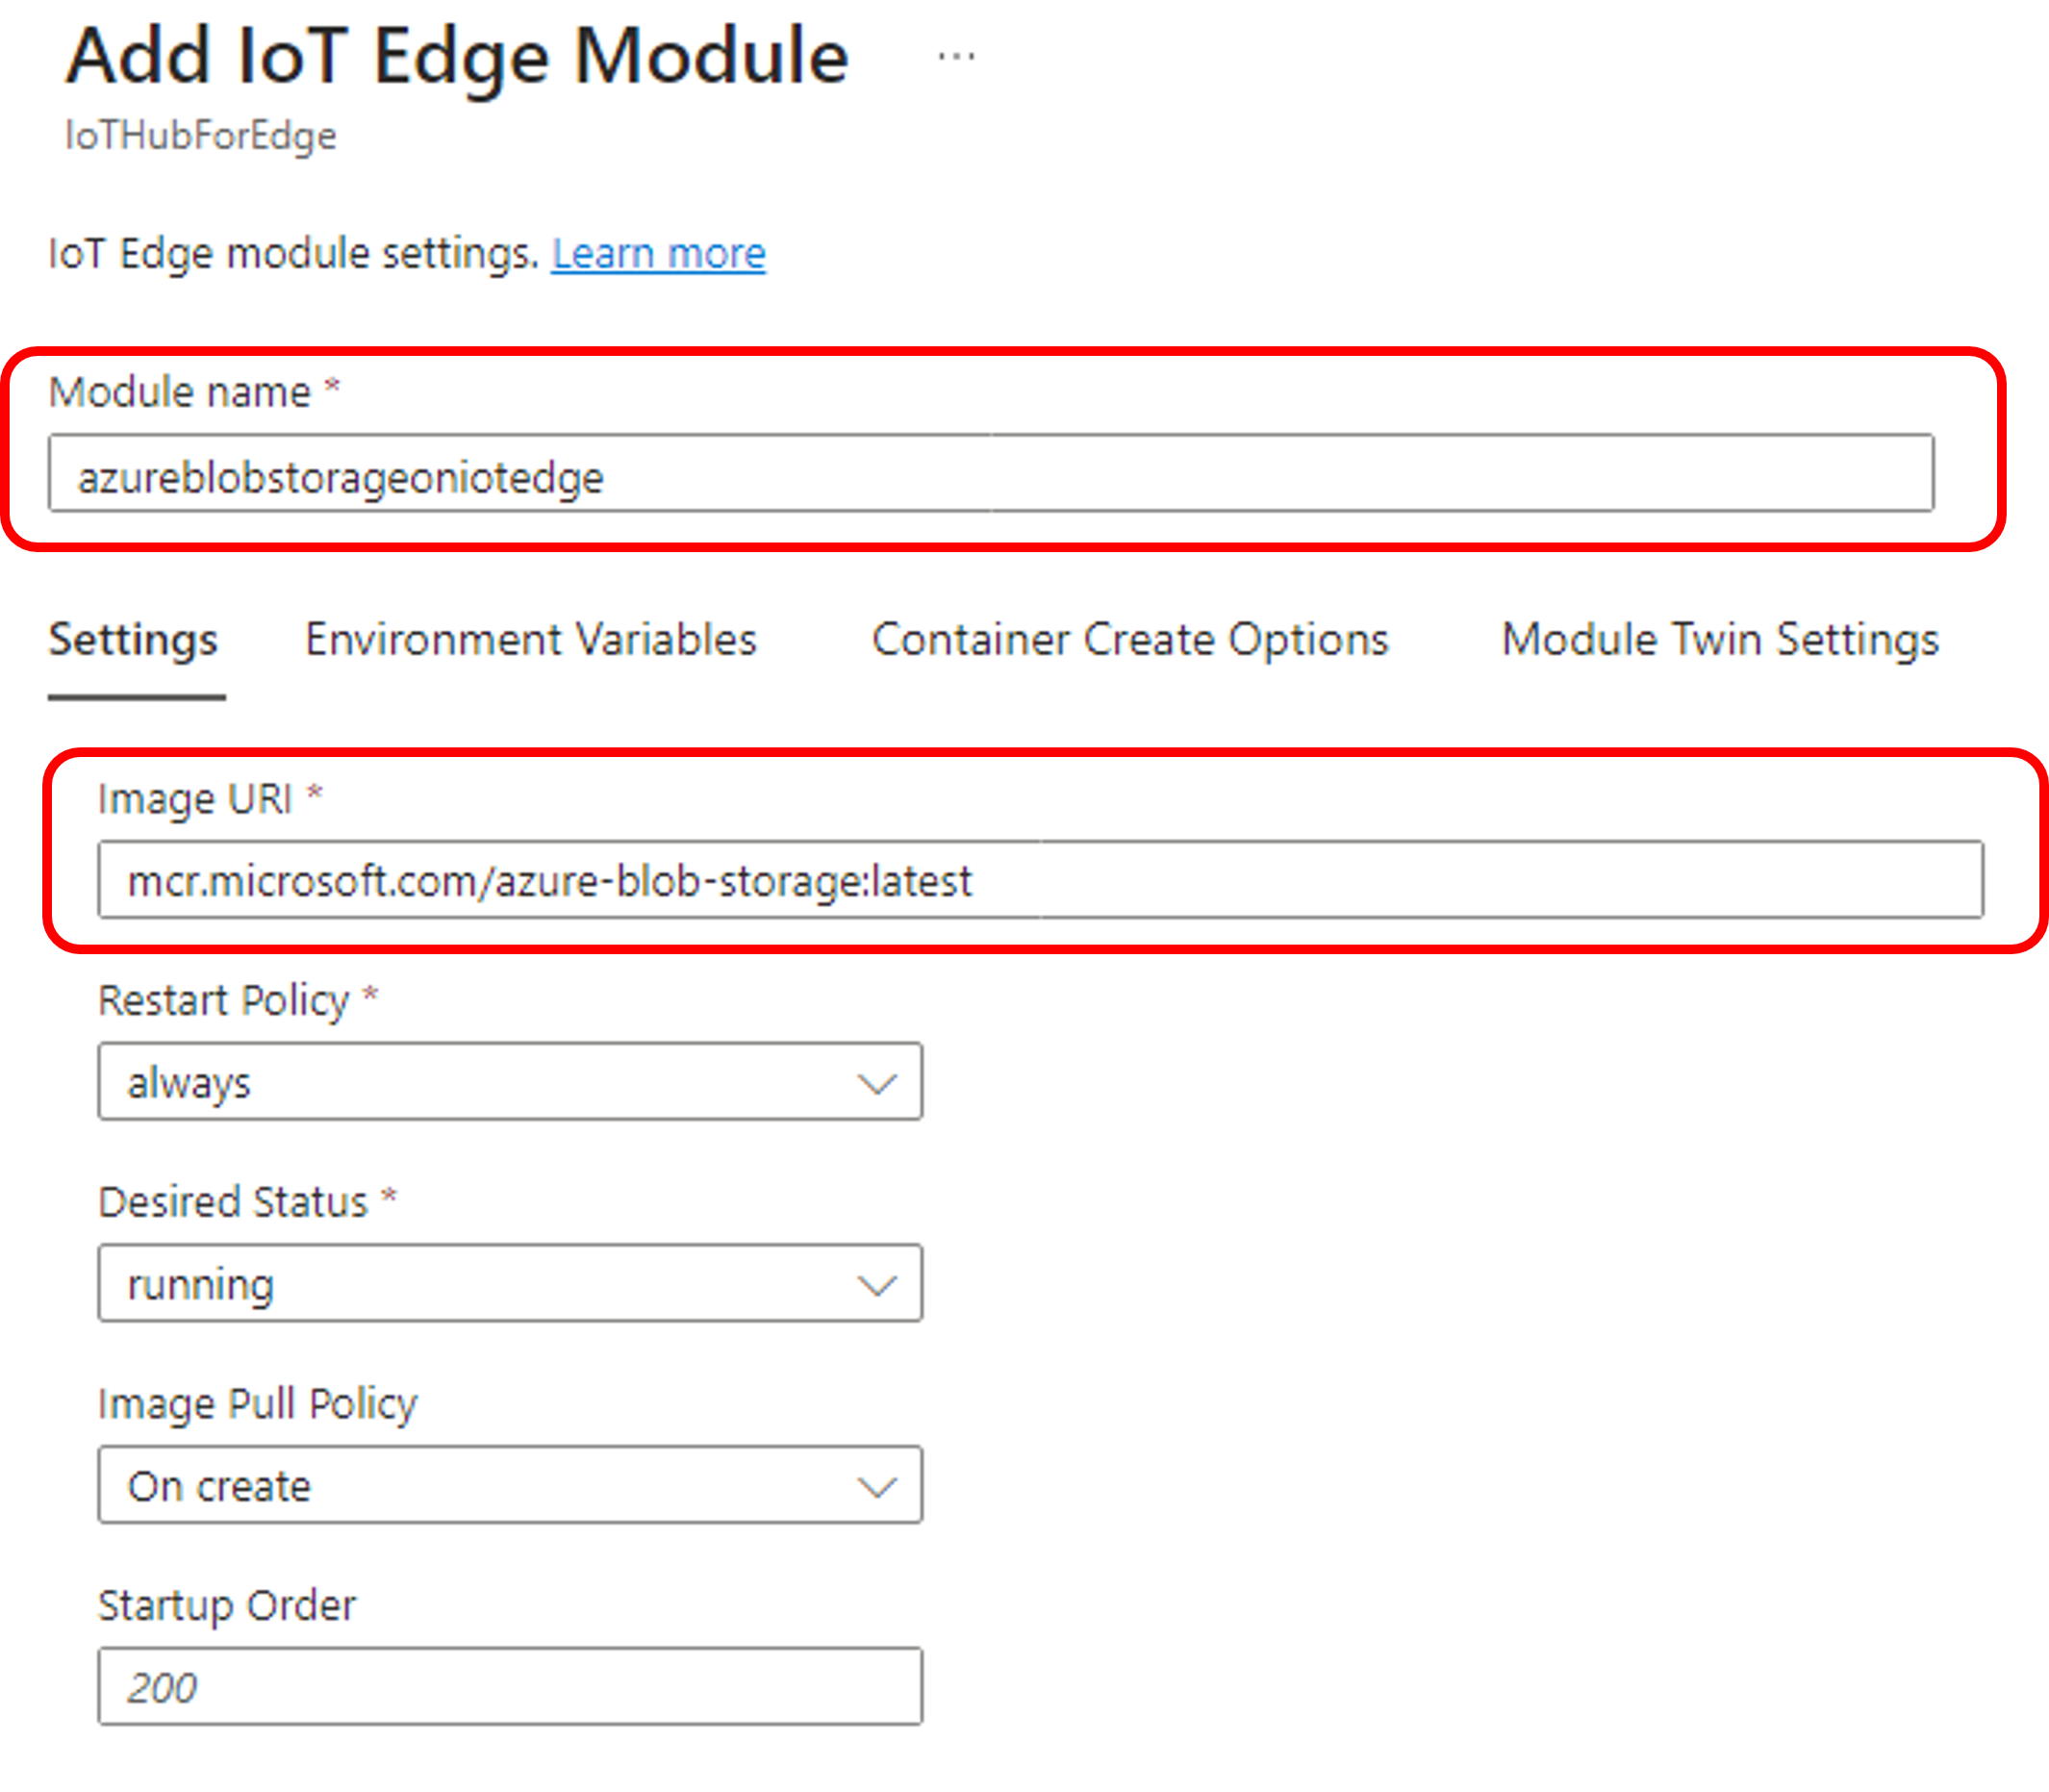 Add IoT Edge Module ...
IoTHubForEdge
IoT Edge module settings. Learn more
Module name *
azureblobstorageoniotedge
Settings Environment Variables Container Create Options Module Twin Settings
Image URI *
mcr.microsoft.com/azure-blob-storage:latest
Restart Policy *
always
Desired Status *
running
Image Pull Policy
On create
Startup Order
200